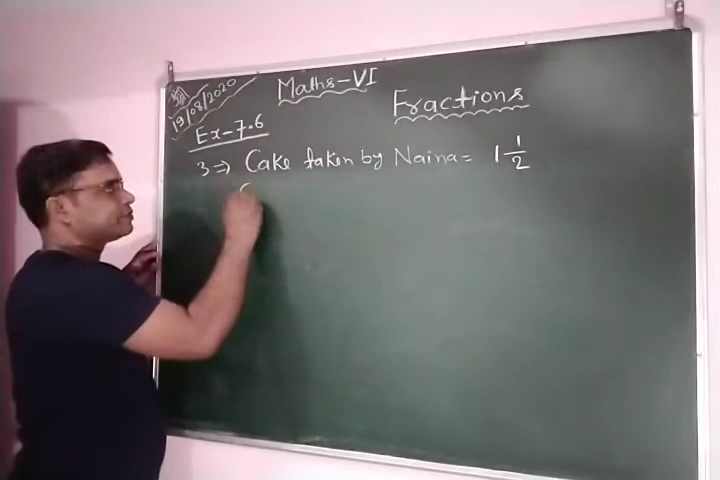 19/08/2020
Maths-VI
Fractions
Ex-7.6
3⇒ Cake taken by Naina = 1 1/2
C